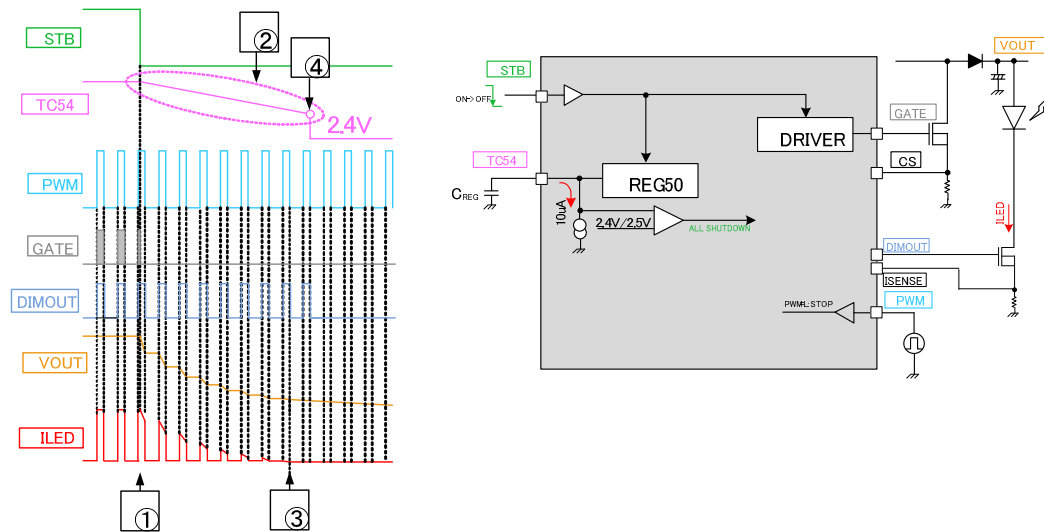 STB
②
④
TC54
2.4V
PWM
GATE
DIMOUT
VOUT
ILED
①
③
VOUT
STB
ON->OFF
GATE
DRIVER
TC54
CS
REG50
CREG
10uA
2.4V/2.5V
ALL SHUTDOWN
ILED
DIMOUT
ISENSE
PWM=L:STOP
PWM